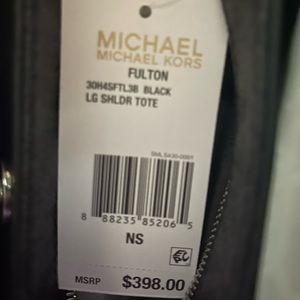 MICHAEL
MICHAEL KORS
FULTON
30H4SFTL3B BLACK
LG SHLDR TOTE
8 88235 85206 5
NS
MSRP $398.00